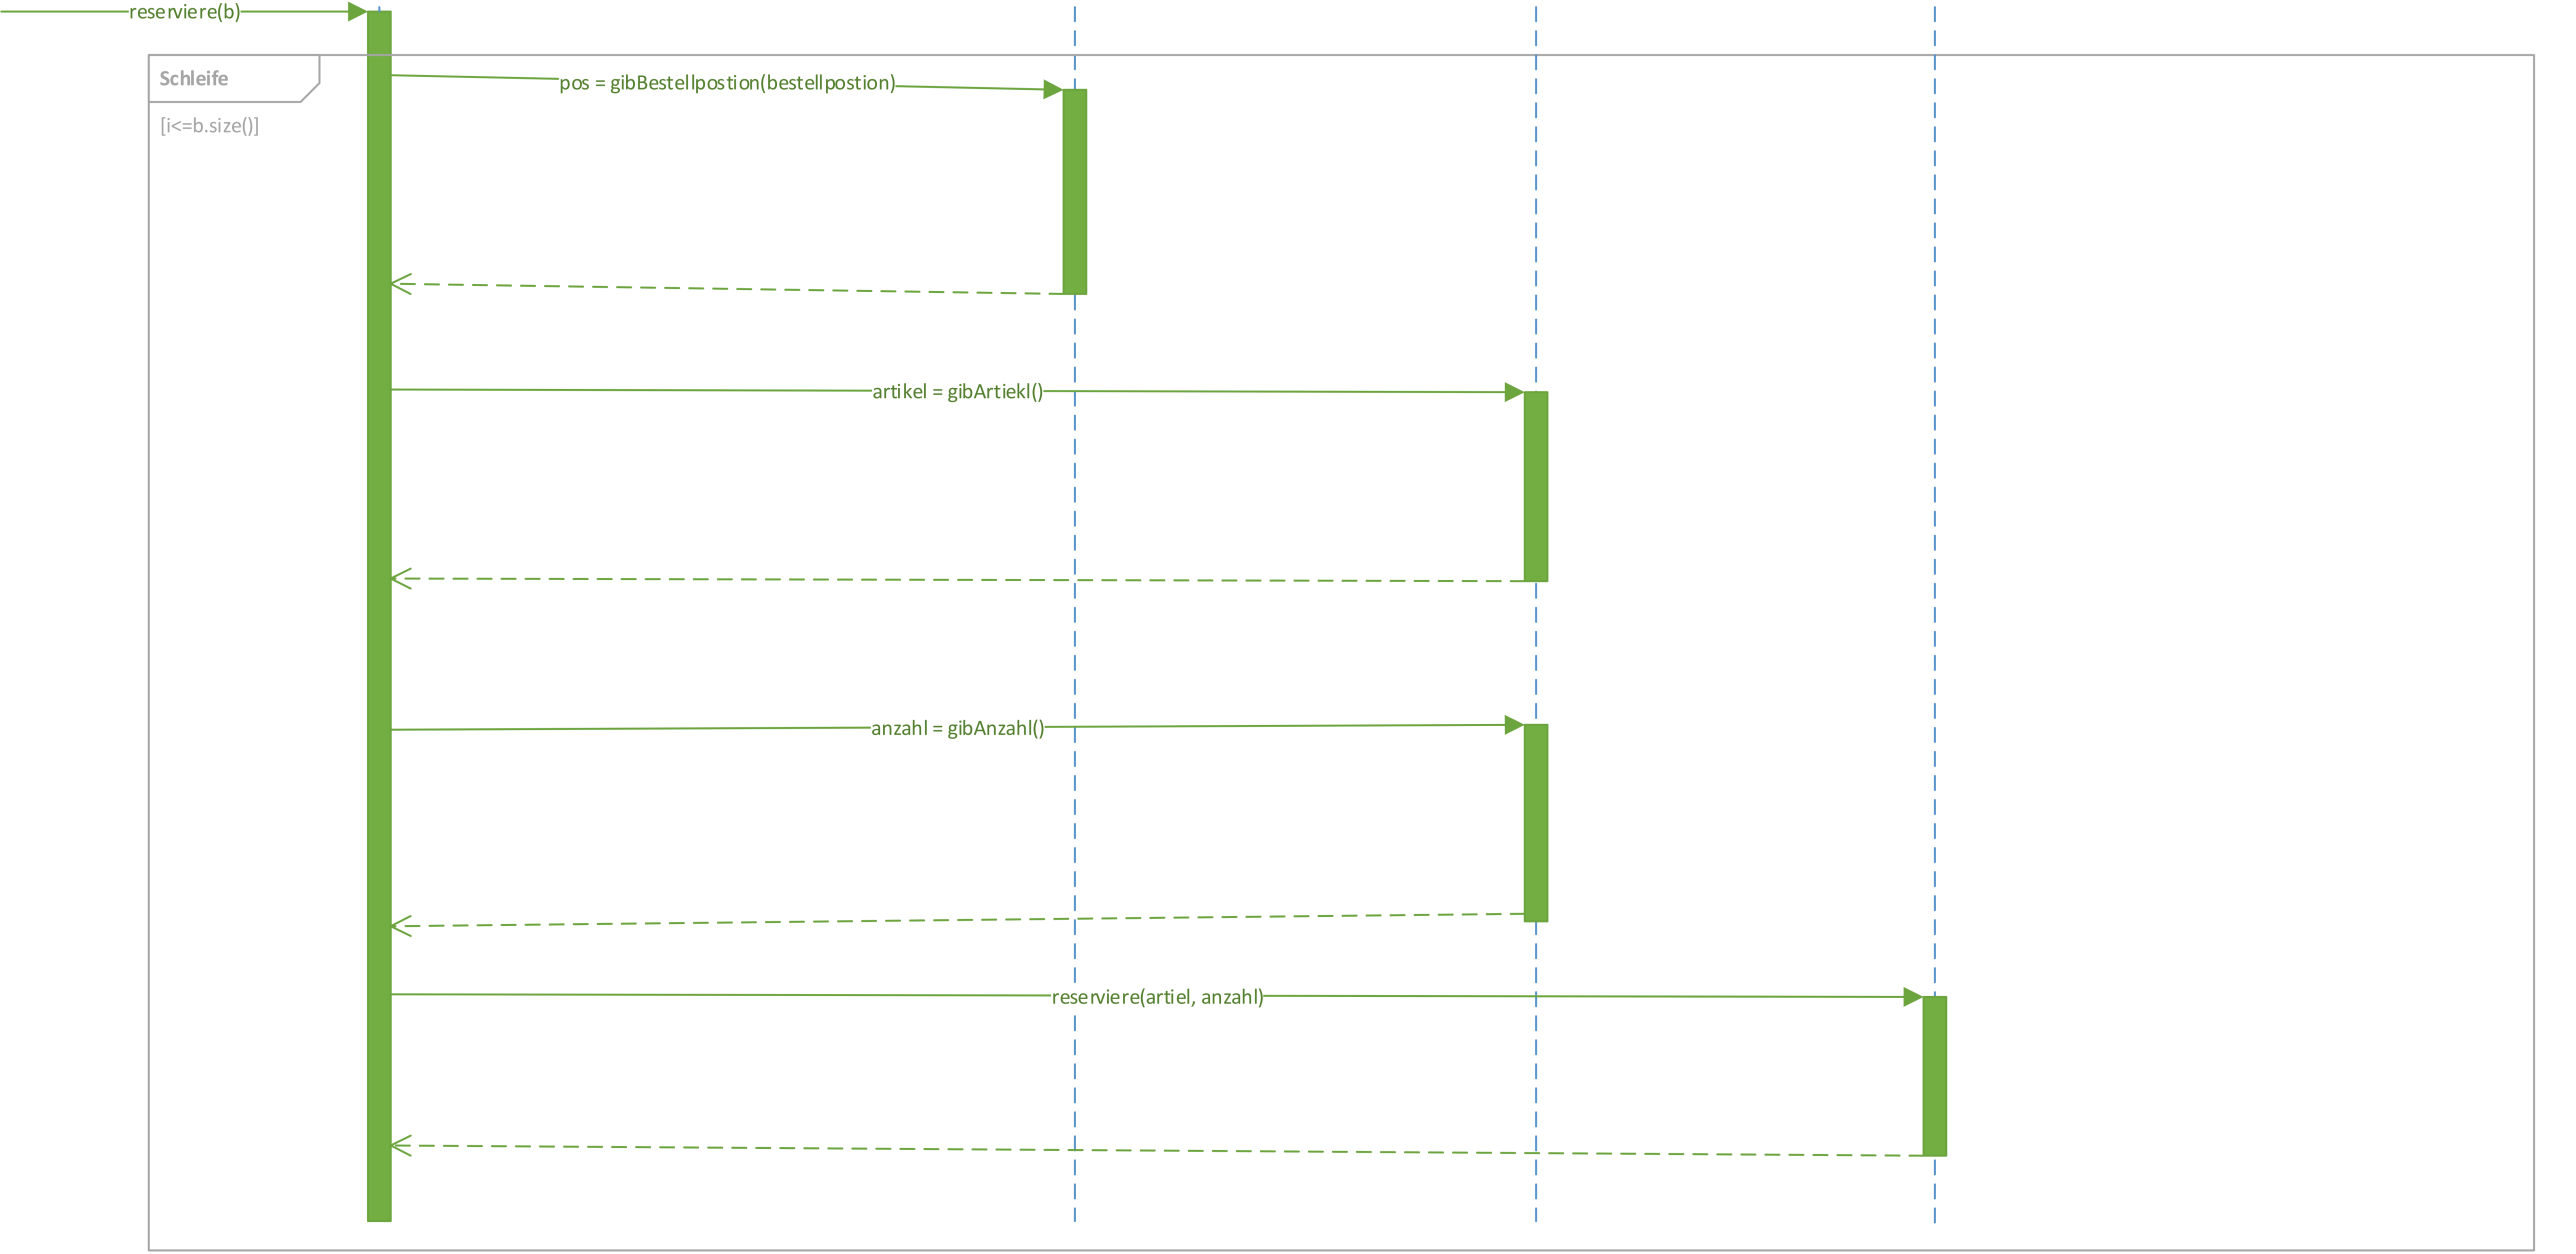 reserviere(b)
Schleife
pos = gibBestellpostion(bestellpostion)
[i<=b.size()]
artikel = gibArtiekl()
anzahl = gibAnzahl()
reserviere(artiel, anzahl)